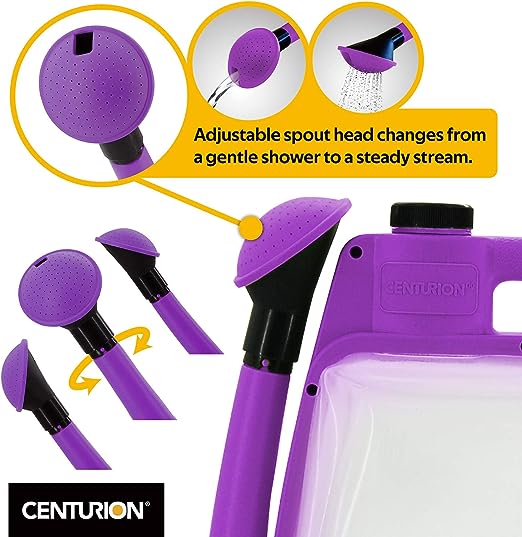 Adjustable spout head changes from
a gentle shower to a steady stream.
CENTURION®
CENTURION®